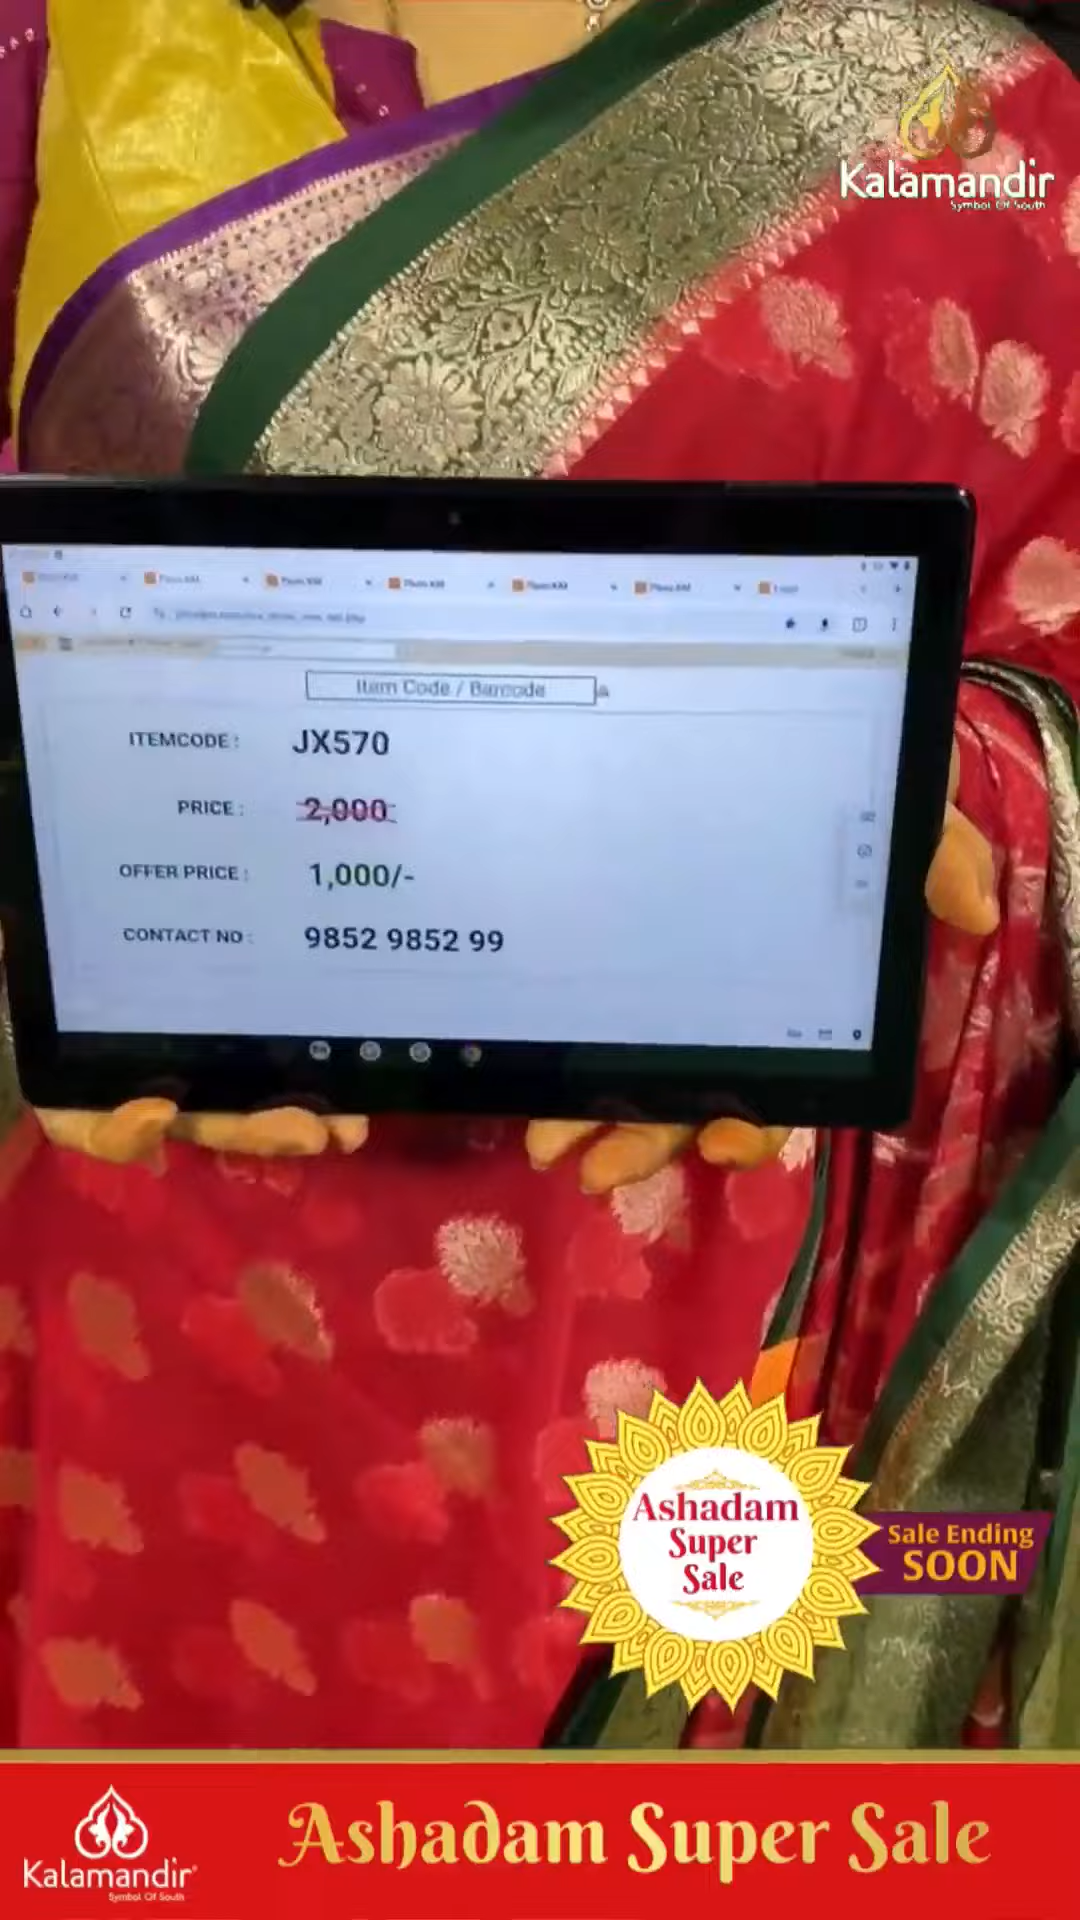 Kalamandir
Symbol Of South
Item Code / Barcode
ITEMCODE : JX570
PRICE : 2,000
OFFER PRICE : 1,000/-
CONTACT NO : 9852 9852 99
Ashadam
Super
Sale
Sale Ending
SOON
Kalamandir
Symbol Of South
Ashadam Super Sale